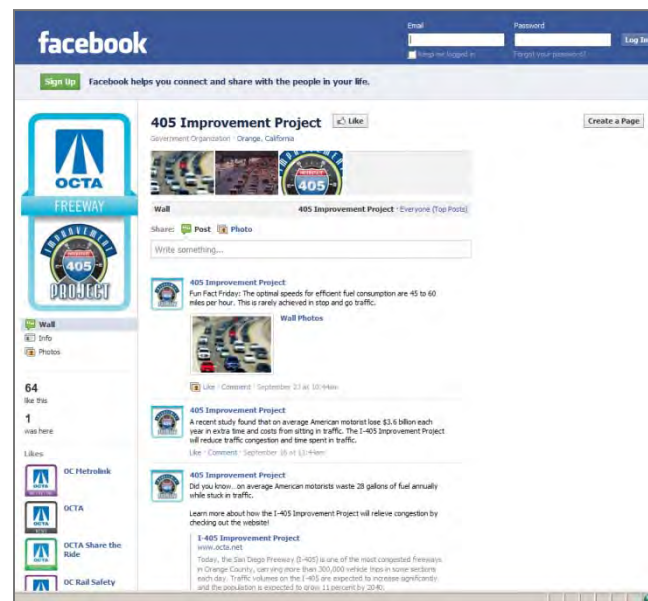 facebook
Email
Password
Keep me logged in
Forgot your password?
Log In
Sign Up
Facebook helps you connect and share with the people in your life.
OCTA
FREEWAY
IMPROVEMENT
405
PROJECT
405 Improvement Project
Like
Create a Page
Government Organization · Orange, California
405
Wall
405 Improvement Project · Everyone (Top Posts)
Share: Post Photo
Write something...
405 Improvement Project
Fun Fact Friday: The optimal speeds for efficient fuel consumption are 45 to 60
miles per hour. This is rarely achieved in stop and go traffic.
Wall Photos
Like · Comment · September 23 at 10:44am
405 Improvement Project
A recent study found that on average American motorist lose $3.6 billion each
year in extra time and costs from sitting in traffic. The I-405 Improvement Project
will reduce traffic congestion and time spent in traffic.
Like · Comment · September 16 at 11:44am
405 Improvement Project
Did you know...on average American motorists waste 28 gallons of fuel annually
while stuck in traffic.
Learn more about how the I-405 Improvement Project will relieve congestion by
checking out the website!
I-405 Improvement Project
www.octa.net
Today, the San Diego Freeway (I-405) is one of the most congested freeways
in Orange County, carrying more than 300,000 vehicle trips in some sections
each day. Traffic volumes on the I-405 are expected to increase significantly
and the population is expected to grow 11 percent by 2040.
Wall
Info
Photos
64
like this
1
was here
Likes
OC Metrolink
OCTA
OCTA Share the
Ride
OC Rail Safety